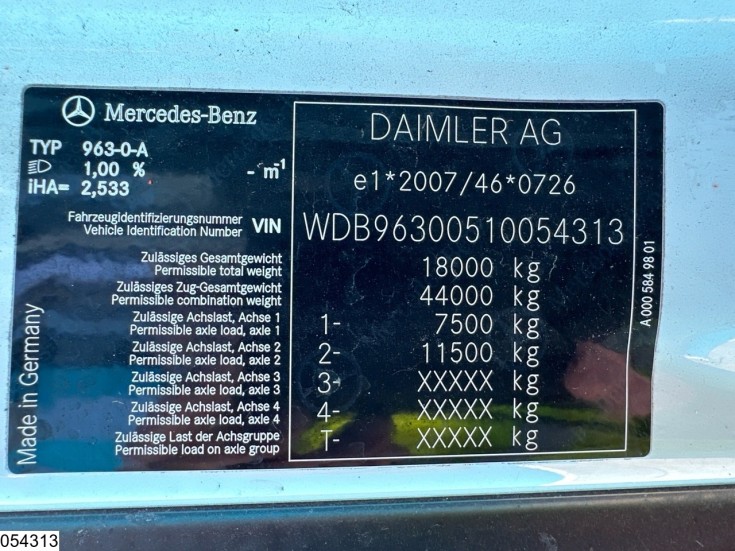 Mercedes-Benz
TYP 963-0-A
1,00 % - m⁻¹
iHA= 2,533
DAIMLER AG
e1*2007/46*0726
Fahrzeugidentifizierungsnummer
Vehicle Identification Number VIN WDB96300510054313
Zulässiges Gesamtgewicht
Permissible total weight 18000 kg
Zulässiges Zug-Gesamtgewicht
Permissible combination weight 44000 kg
Zulässige Achslast, Achse 1
Permissible axle load, axle 1 1- 7500 kg
Zulässige Achslast, Achse 2
Permissible axle load, axle 2 2- 11500 kg
Zulässige Achslast, Achse 3
Permissible axle load, axle 3 3- XXXXX kg
Zulässige Achslast, Achse 4
Permissible axle load, axle 4 4- XXXXX kg
Zulässige Last der Achsgruppe
Permissible load on axle group T- XXXXX kg
Made in Germany
A 000 584 98 01
054313